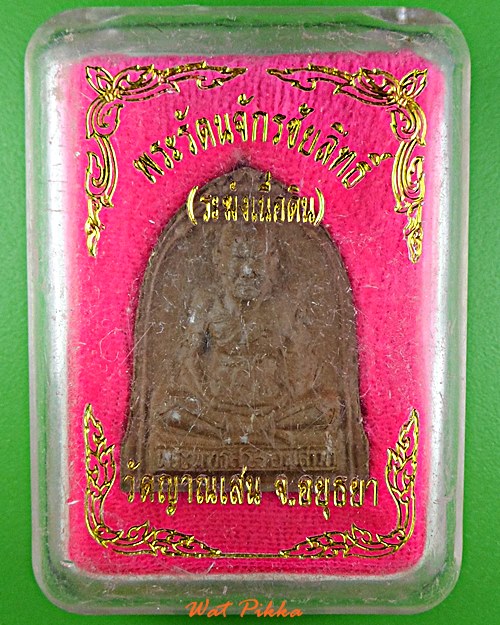 พระรัตนจักรชัยสิทธิ์
(ระฆังเนื้อดิน)
วัดญาณเสน จ.อยุธยา
Wat Pikka